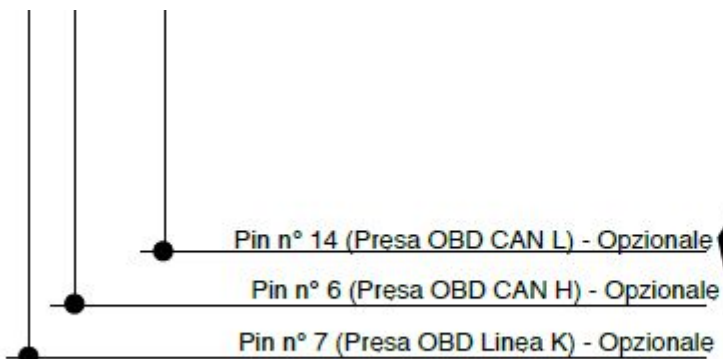 Pin n° 14 (Presa OBD CAN L) - Opzionale
Pin n° 6 (Presa OBD CAN H) - Opzionale
Pin n° 7 (Presa OBD Linea K) - Opzionale